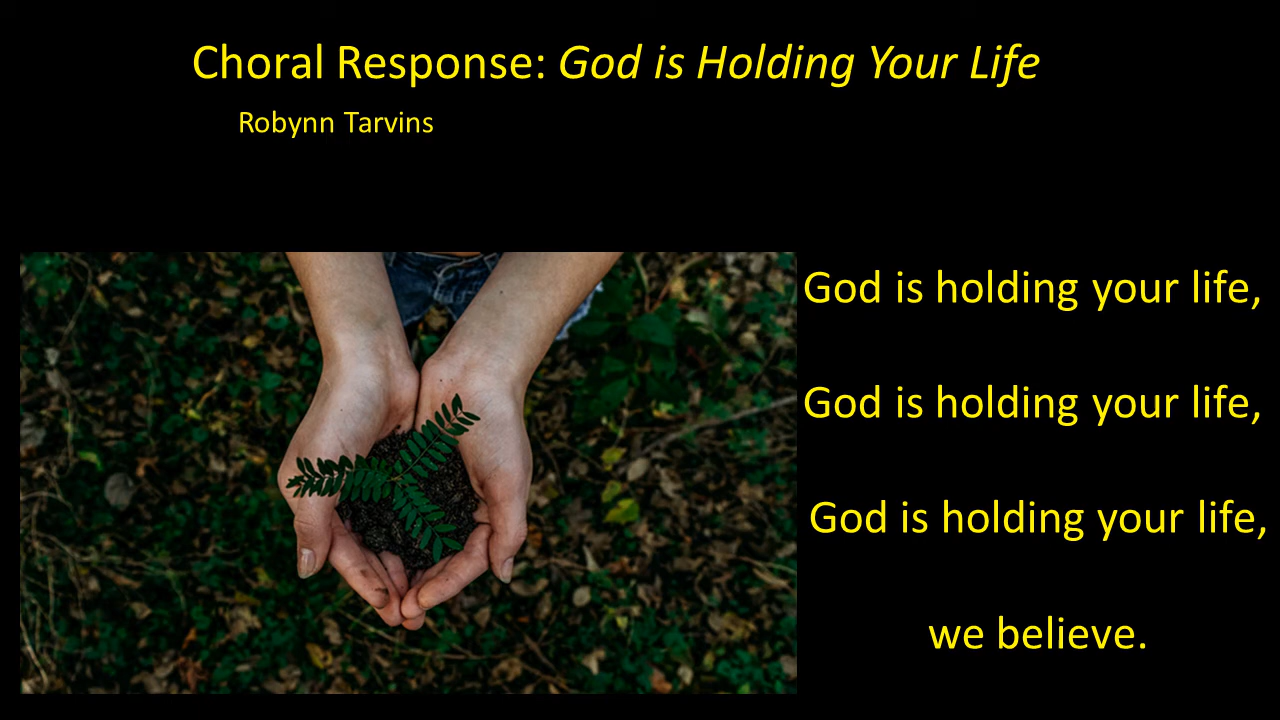 Choral Response: God is Holding Your Life
Robynn Tarvins
God is holding your life,
God is holding your life,
God is holding your life,
we believe.